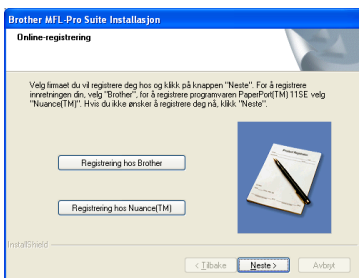 Brother MFL-Pro Suite Installasjon
Online-registrering
Velg firmaet du vil registrere deg hos og klikk på knappen "Neste". For å registrere
innretningen din, velg "Brother", for å registrere programvaren PaperPort(TM) 11SE velg
"Nuance(TM)". Hvis du ikke ønsker å registrere deg nå, klikk "Neste".
Registrering hos Brother
Registrering hos Nuance(TM)
InstallShield
< Tilbake
Neste >
Avbryt